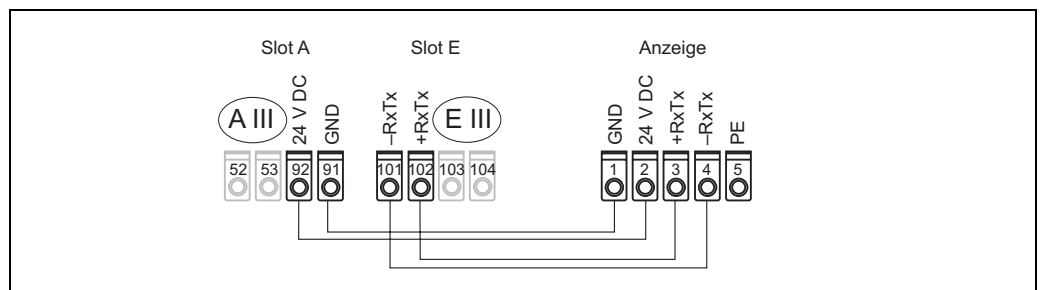 Slot A Slot E Anzeige
24 V DC GND –RxTx +RxTx GND 24 V DC +RxTx –RxTx PE
A III E III
52 53 92 91 101 102 103 104 1 2 3 4 5